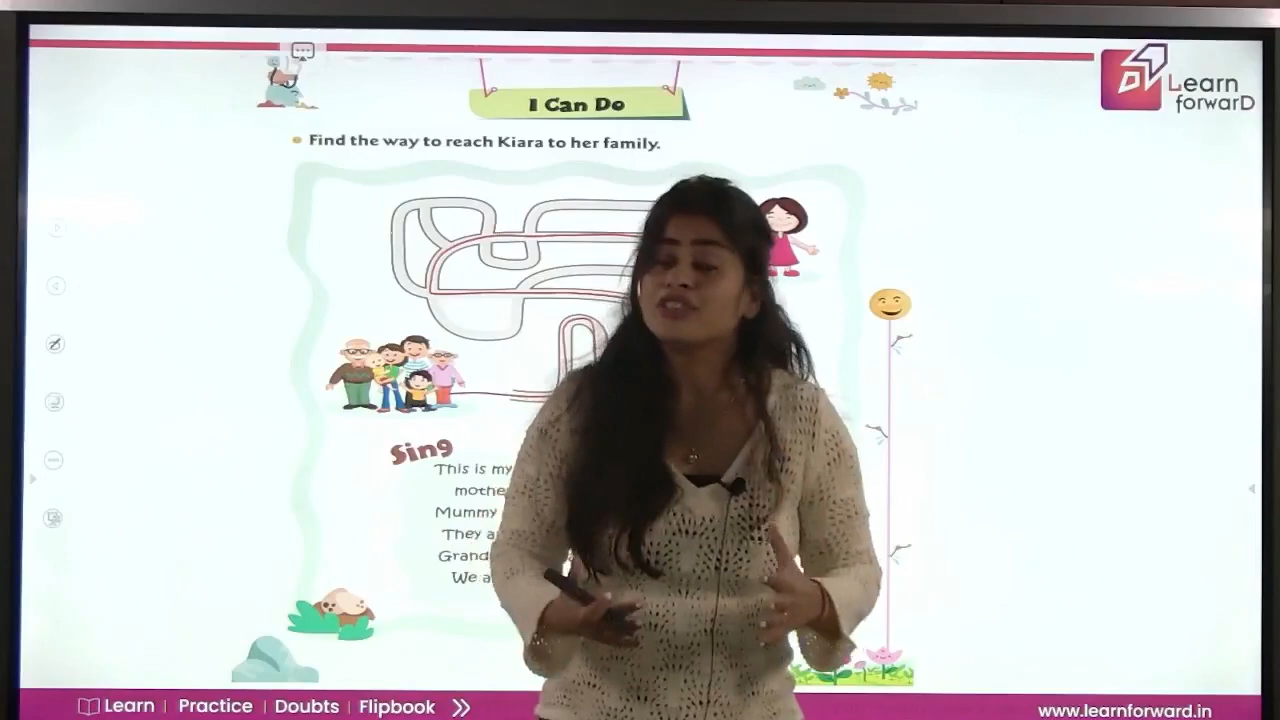 I Can Do
Learn
forwarD
Find the way to reach Kiara to her family.
Sing
This is my
Mummy
They
Grand
We
Learn | Practice | Doubts | Flipbook
www.learnforward.in